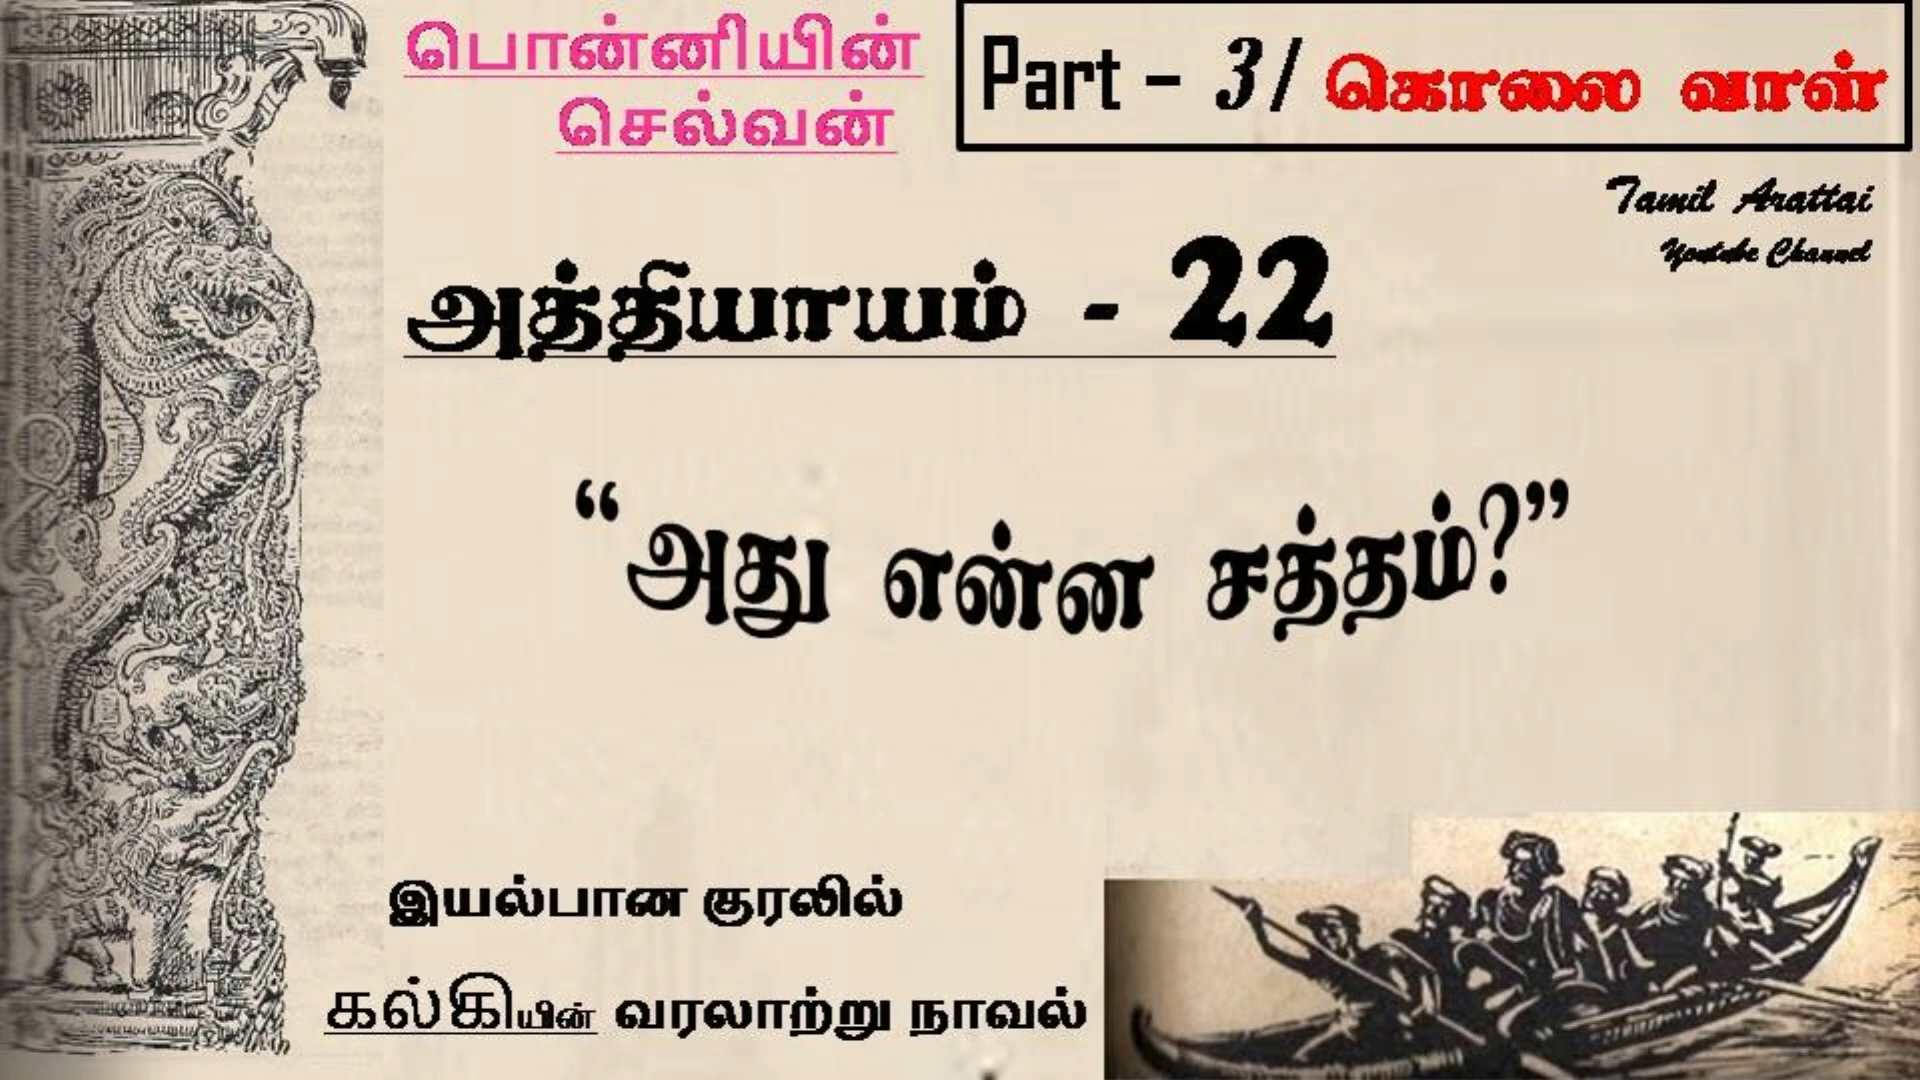 பொன்னியின்
செல்வன்
Part – 3/ கொலை வாள்
Tamil Arattai
Youtube Channel
அத்தியாயம் - 22
“அது என்ன சத்தம்?”
இயல்பான குரலில்
கல்கியின் வரலாற்று நாவல்